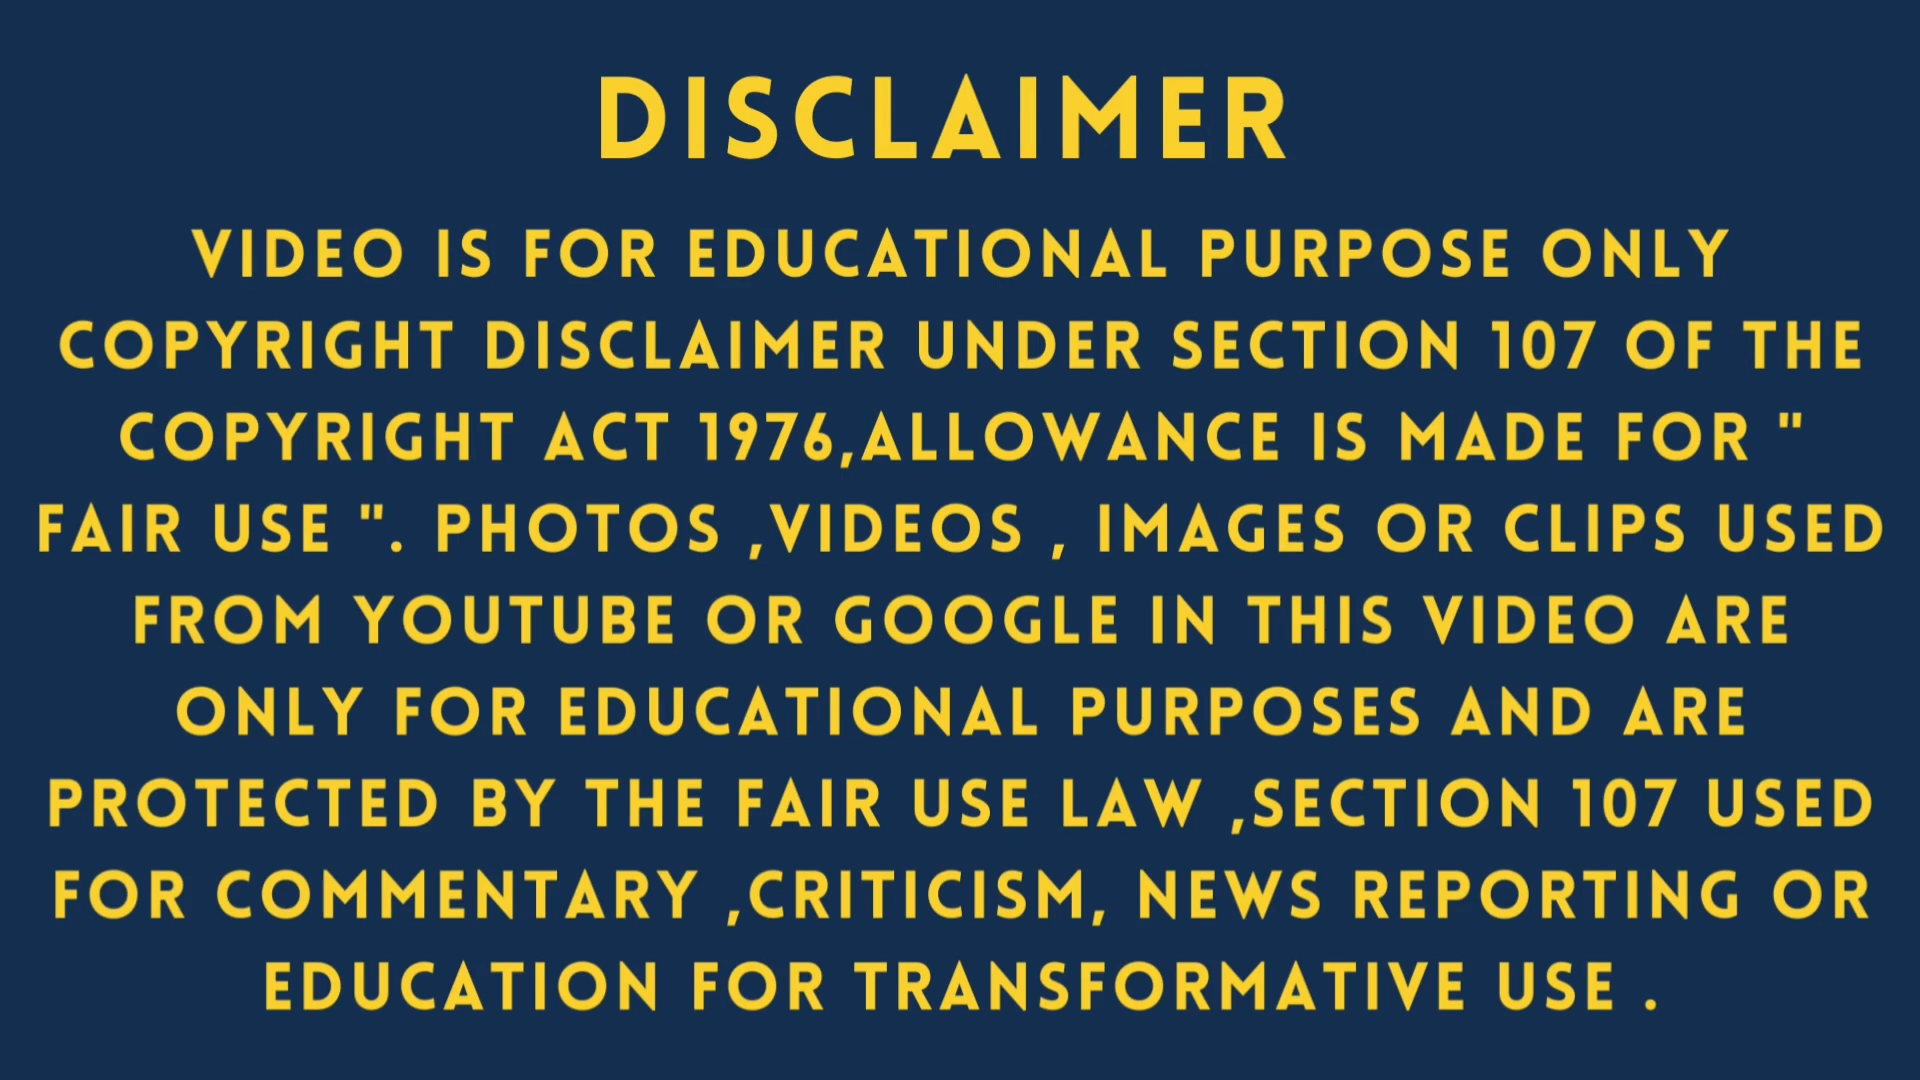 DISCLAIMER
VIDEO IS FOR EDUCATIONAL PURPOSE ONLY
COPYRIGHT DISCLAIMER UNDER SECTION 107 OF THE
COPYRIGHT ACT 1976,ALLOWANCE IS MADE FOR "
FAIR USE ". PHOTOS ,VIDEOS , IMAGES OR CLIPS USED
FROM YOUTUBE OR GOOGLE IN THIS VIDEO ARE
ONLY FOR EDUCATIONAL PURPOSES AND ARE
PROTECTED BY THE FAIR USE LAW ,SECTION 107 USED
FOR COMMENTARY ,CRITICISM, NEWS REPORTING OR
EDUCATION FOR TRANSFORMATIVE USE .